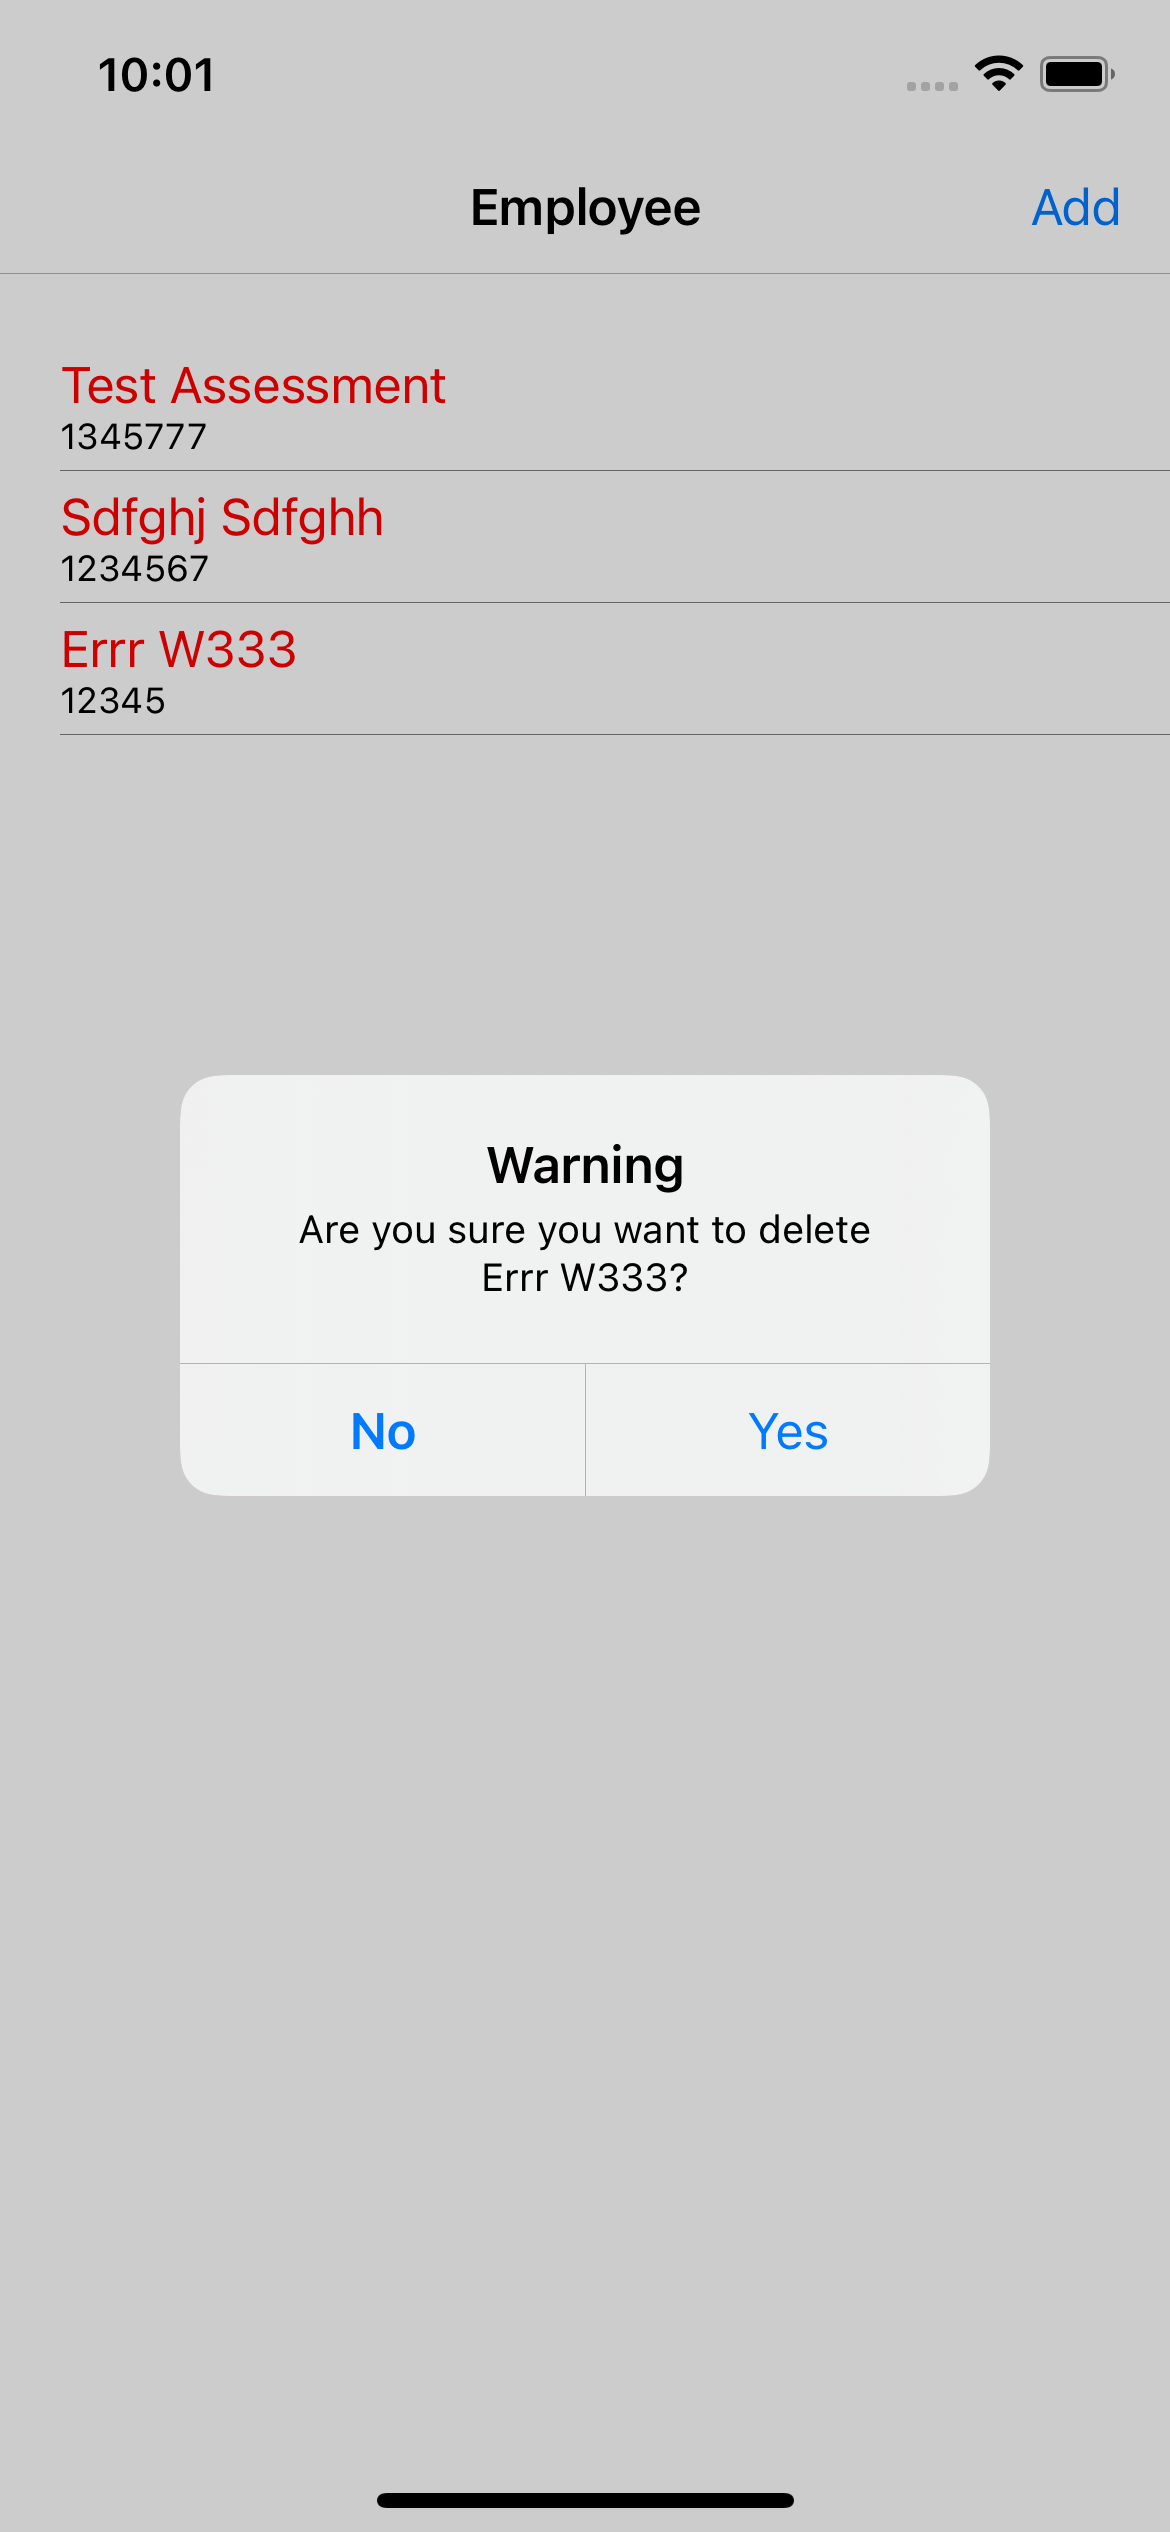 10:01
Employee
Add
Test Assessment
1345777
Sdfghj Sdfghh
1234567
Errr W333
12345
Warning
Are you sure you want to delete
Errr W333?
No
Yes